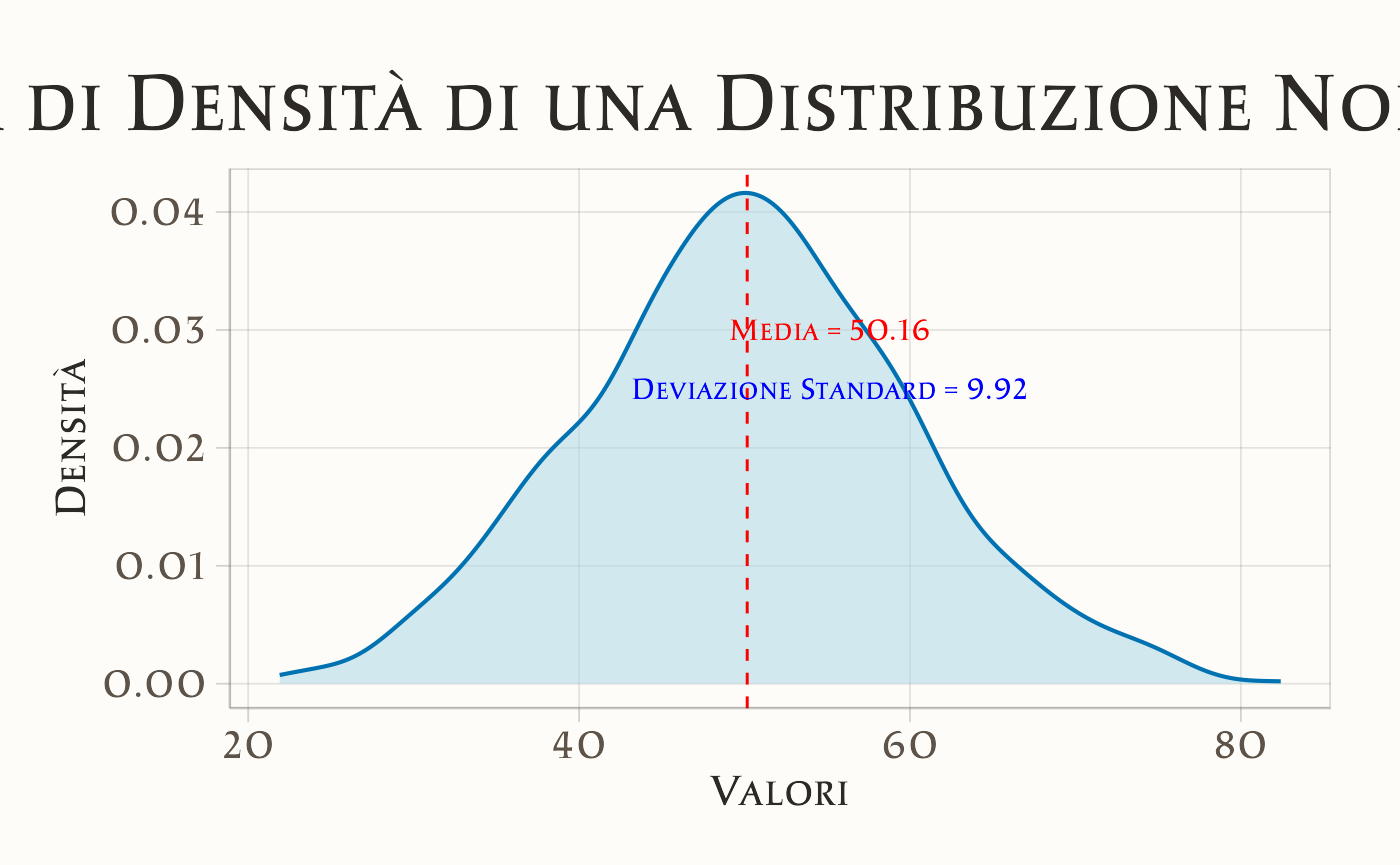 di Densità di una Distribuzione
0.04
0.03
0.02
0.01
0.00
Densità
Media = 50.16
Deviazione Standard = 9.92
20 40 60 80
Valori